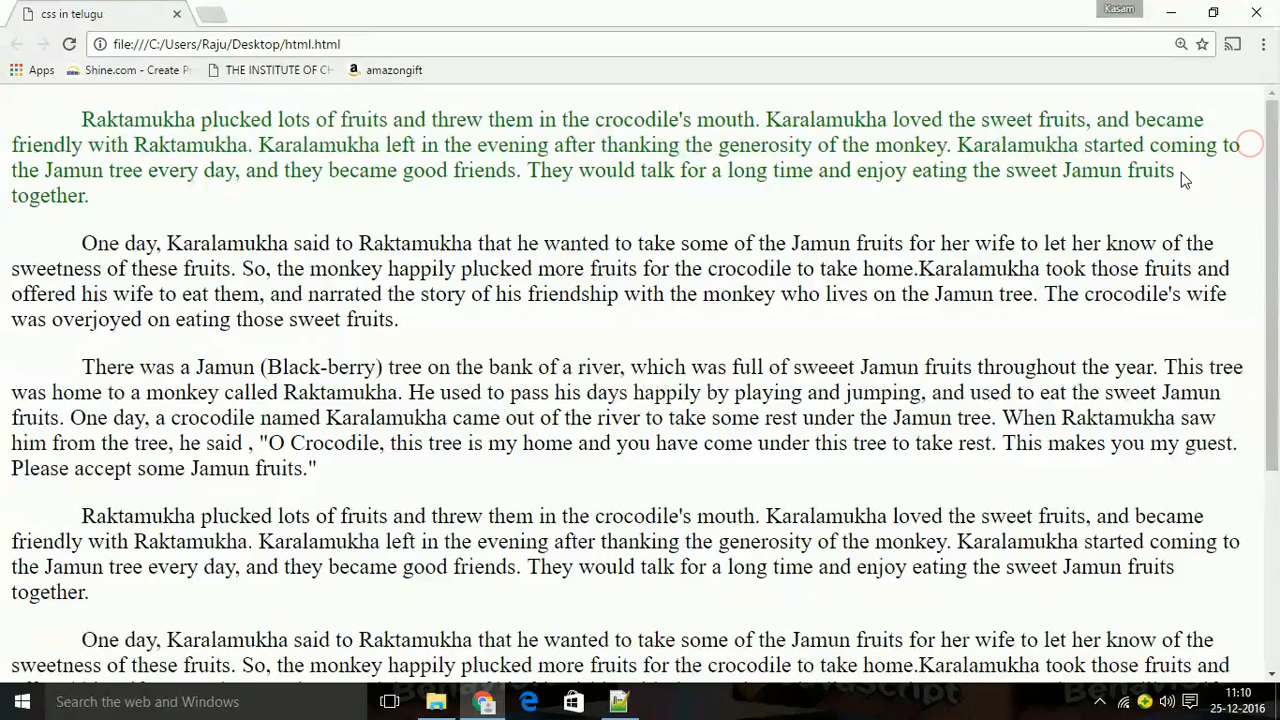 css in telugu
Kasam
file:///C:/Users/Raju/Desktop/html.html
Apps Shine.com - Create Pr THE INSTITUTE OF CH amazongift
Raktamukha plucked lots of fruits and threw them in the crocodile's mouth. Karalamukha loved the sweet fruits, and became
friendly with Raktamukha. Karalamukha left in the evening after thanking the generosity of the monkey. Karalamukha started coming to
the Jamun tree every day, and they became good friends. They would talk for a long time and enjoy eating the sweet Jamun fruits
together.
One day, Karalamukha said to Raktamukha that he wanted to take some of the Jamun fruits for her wife to let her know of the
sweetness of these fruits. So, the monkey happily plucked more fruits for the crocodile to take home.Karalamukha took those fruits and
offered his wife to eat them, and narrated the story of his friendship with the monkey who lives on the Jamun tree. The crocodile's wife
was overjoyed on eating those sweet fruits.
There was a Jamun (Black-berry) tree on the bank of a river, which was full of sweeet Jamun fruits throughout the year. This tree
was home to a monkey called Raktamukha. He used to pass his days happily by playing and jumping, and used to eat the sweet Jamun
fruits. One day, a crocodile named Karalamukha came out of the river to take some rest under the Jamun tree. When Raktamukha saw
him from the tree, he said , "O Crocodile, this tree is my home and you have come under this tree to take rest. This makes you my guest.
Please accept some Jamun fruits."
Raktamukha plucked lots of fruits and threw them in the crocodile's mouth. Karalamukha loved the sweet fruits, and became
friendly with Raktamukha. Karalamukha left in the evening after thanking the generosity of the monkey. Karalamukha started coming to
the Jamun tree every day, and they became good friends. They would talk for a long time and enjoy eating the sweet Jamun fruits
together.
One day, Karalamukha said to Raktamukha that he wanted to take some of the Jamun fruits for her wife to let her know of the
sweetness of these fruits. So, the monkey happily plucked more fruits for the crocodile to take home.Karalamukha took those fruits and
Search the web and Windows
11:10
25-12-2016